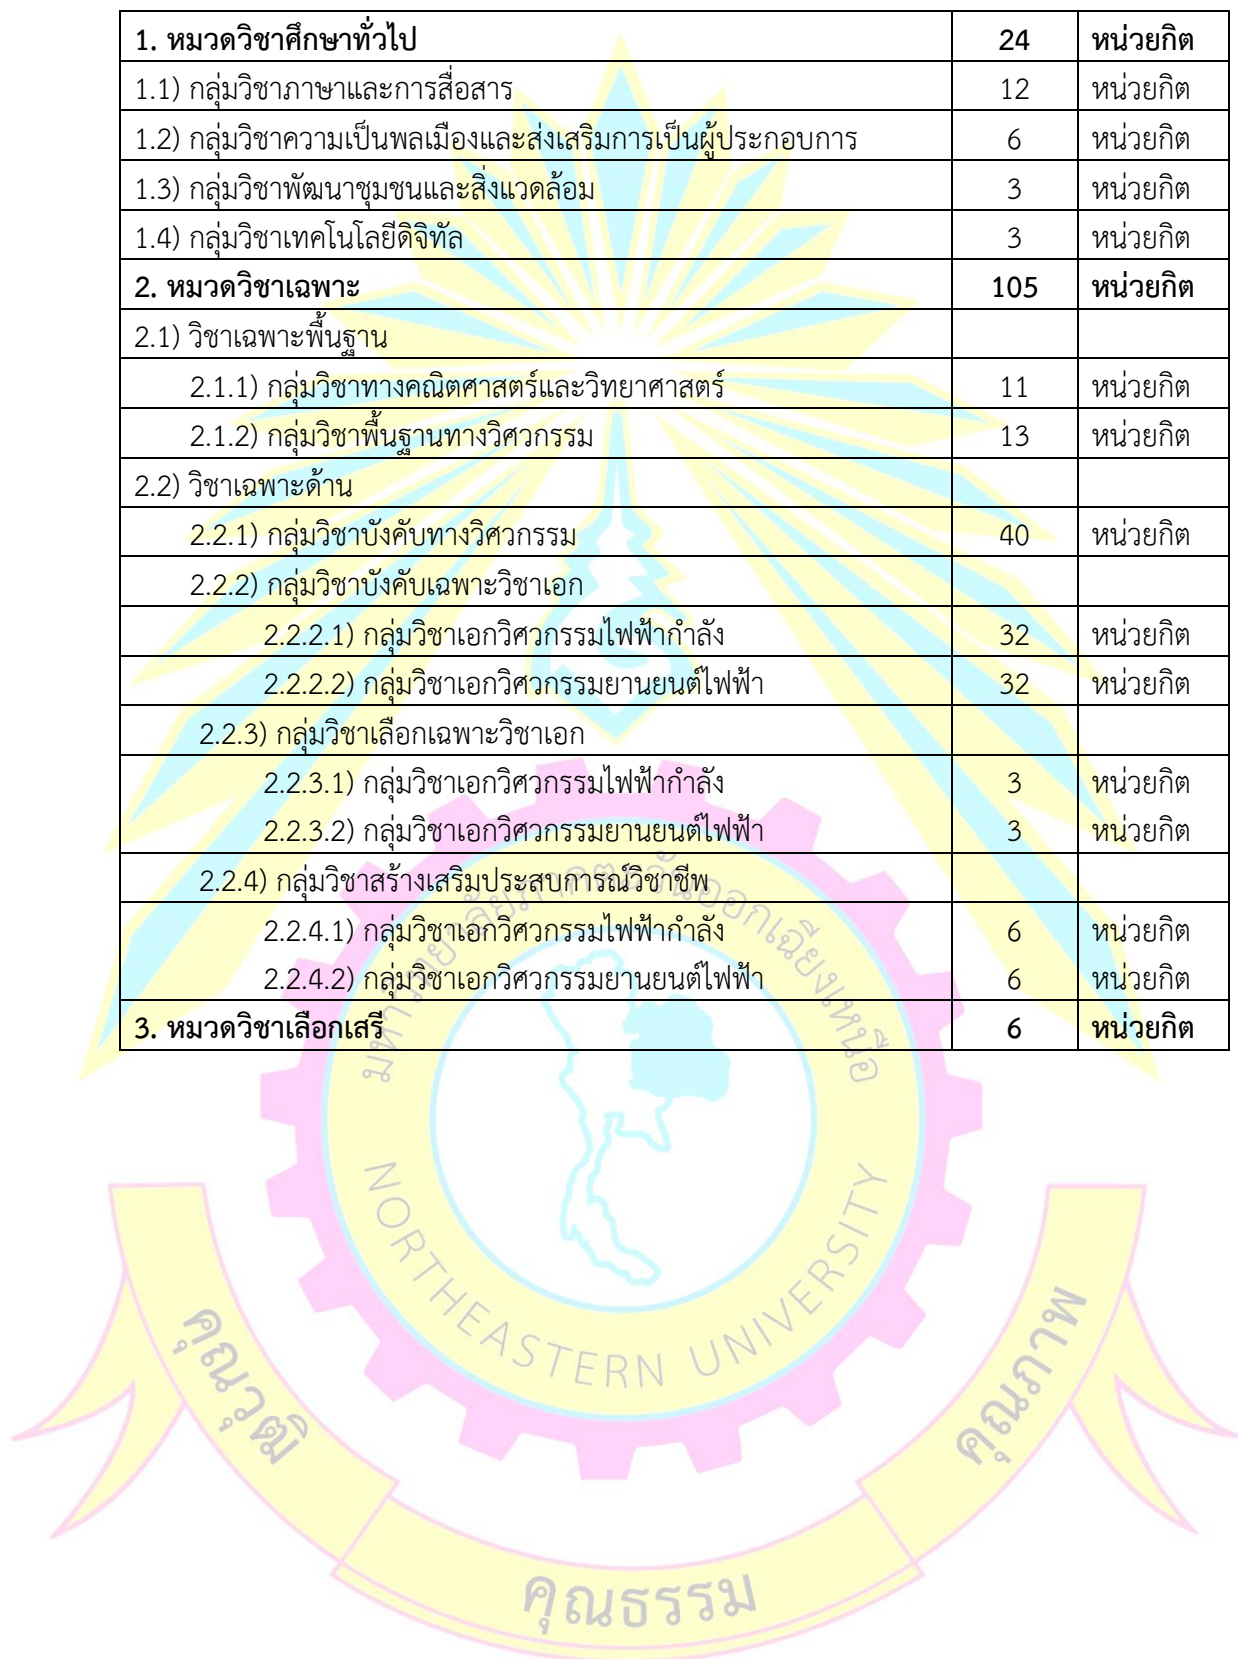 1. หมวดวิชาศึกษาทั่วไป 24 หน่วยกิต
1.1) กลุ่มวิชาภาษาและการสื่อสาร 12 หน่วยกิต
1.2) กลุ่มวิชาความเป็นพลเมืองและส่งเสริมการเป็นผู้ประกอบการ 6 หน่วยกิต
1.3) กลุ่มวิชาพัฒนาชุมชนและสิ่งแวดล้อม 3 หน่วยกิต
1.4) กลุ่มวิชาเทคโนโลยีดิจิทัล 3 หน่วยกิต
2. หมวดวิชาเฉพาะ 105 หน่วยกิต
2.1) วิชาเฉพาะพื้นฐาน
2.1.1) กลุ่มวิชาทางคณิตศาสตร์และวิทยาศาสตร์ 11 หน่วยกิต
2.1.2) กลุ่มวิชาพื้นฐานทางวิศวกรรม 13 หน่วยกิต
2.2) วิชาเฉพาะด้าน
2.2.1) กลุ่มวิชาบังคับทางวิศวกรรม 40 หน่วยกิต
2.2.2) กลุ่มวิชาบังคับเฉพาะวิชาเอก
2.2.2.1) กลุ่มวิชาเอกวิศวกรรมไฟฟ้ากำลัง 32 หน่วยกิต
2.2.2.2) กลุ่มวิชาเอกวิศวกรรมยานยนต์ไฟฟ้า 32 หน่วยกิต
2.2.3) กลุ่มวิชาเลือกเฉพาะวิชาเอก
2.2.3.1) กลุ่มวิชาเอกวิศวกรรมไฟฟ้ากำลัง 3 หน่วยกิต
2.2.3.2) กลุ่มวิชาเอกวิศวกรรมยานยนต์ไฟฟ้า 3 หน่วยกิต
2.2.4) กลุ่มวิชาสร้างเสริมประสบการณ์วิชาชีพ
2.2.4.1) กลุ่มวิชาเอกวิศวกรรมไฟฟ้ากำลัง 6 หน่วยกิต
2.2.4.2) กลุ่มวิชาเอกวิศวกรรมยานยนต์ไฟฟ้า 6 หน่วยกิต
3. หมวดวิชาเลือกเสรี 6 หน่วยกิต
มหาวิทยาลัยภาคตะวันออกเฉียงเหนือ
NORTHEASTERN UNIVERSITY
คุณวุฒิ
คุณธรรม
คุณภาพ